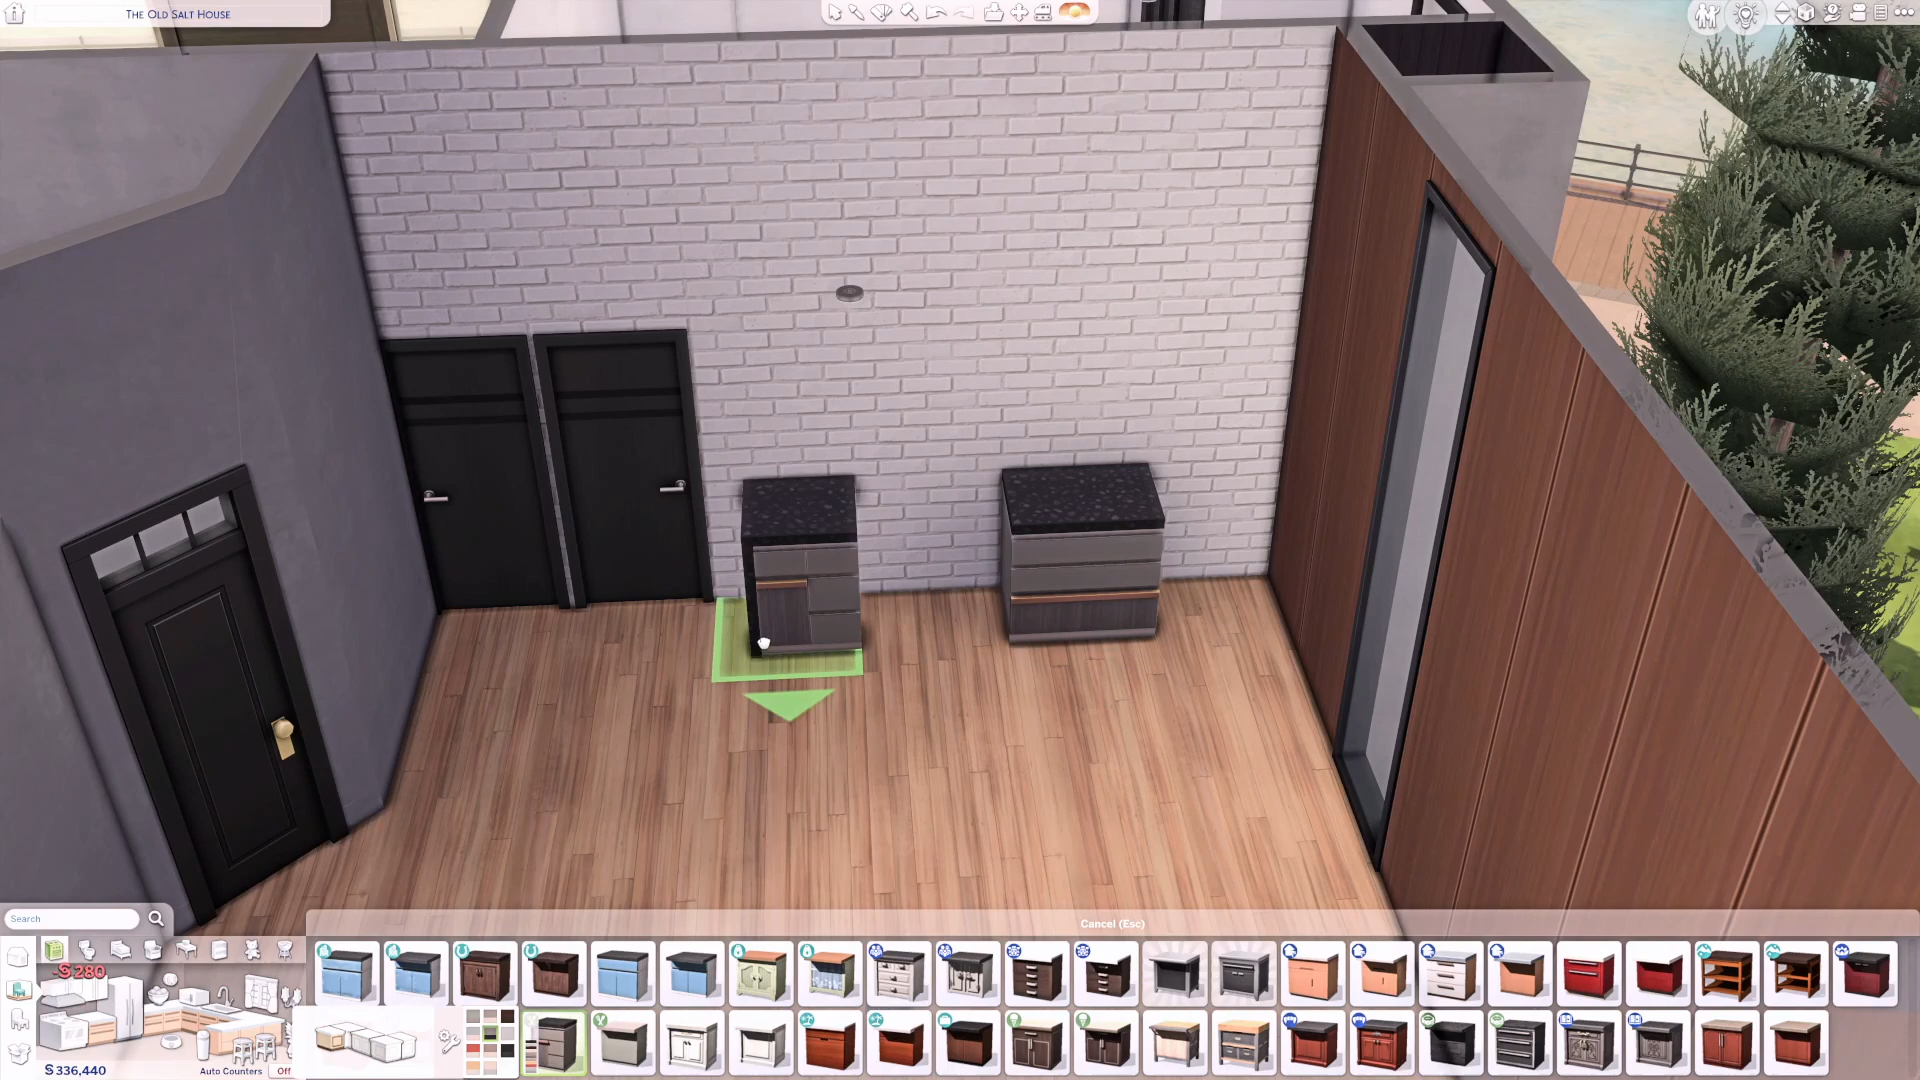 The Old Salt House
Cancel (Esc)
Search
-§280
§336,440
Auto Counters
Off